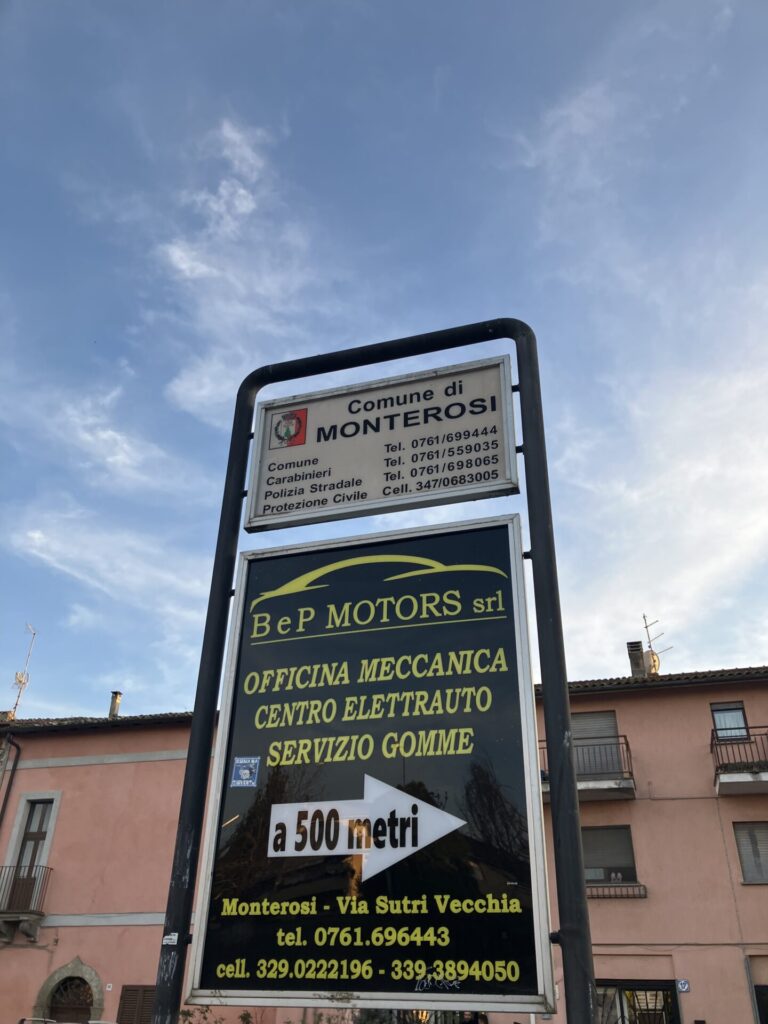 Comune di
MONTEROSI
Comune Tel. 0761/699444
Carabinieri Tel. 0761/559035
Polizia Stradale Tel. 0761/698065
Protezione Civile Cell. 347/0683005
B e P MOTORS srl
OFFICINA MECCANICA
CENTRO ELETTRAUTO
SERVIZIO GOMME
a 500 metri
Monterosi - Via Sutri Vecchia
tel. 0761.696443
cell. 329.0222196 - 339.3894050